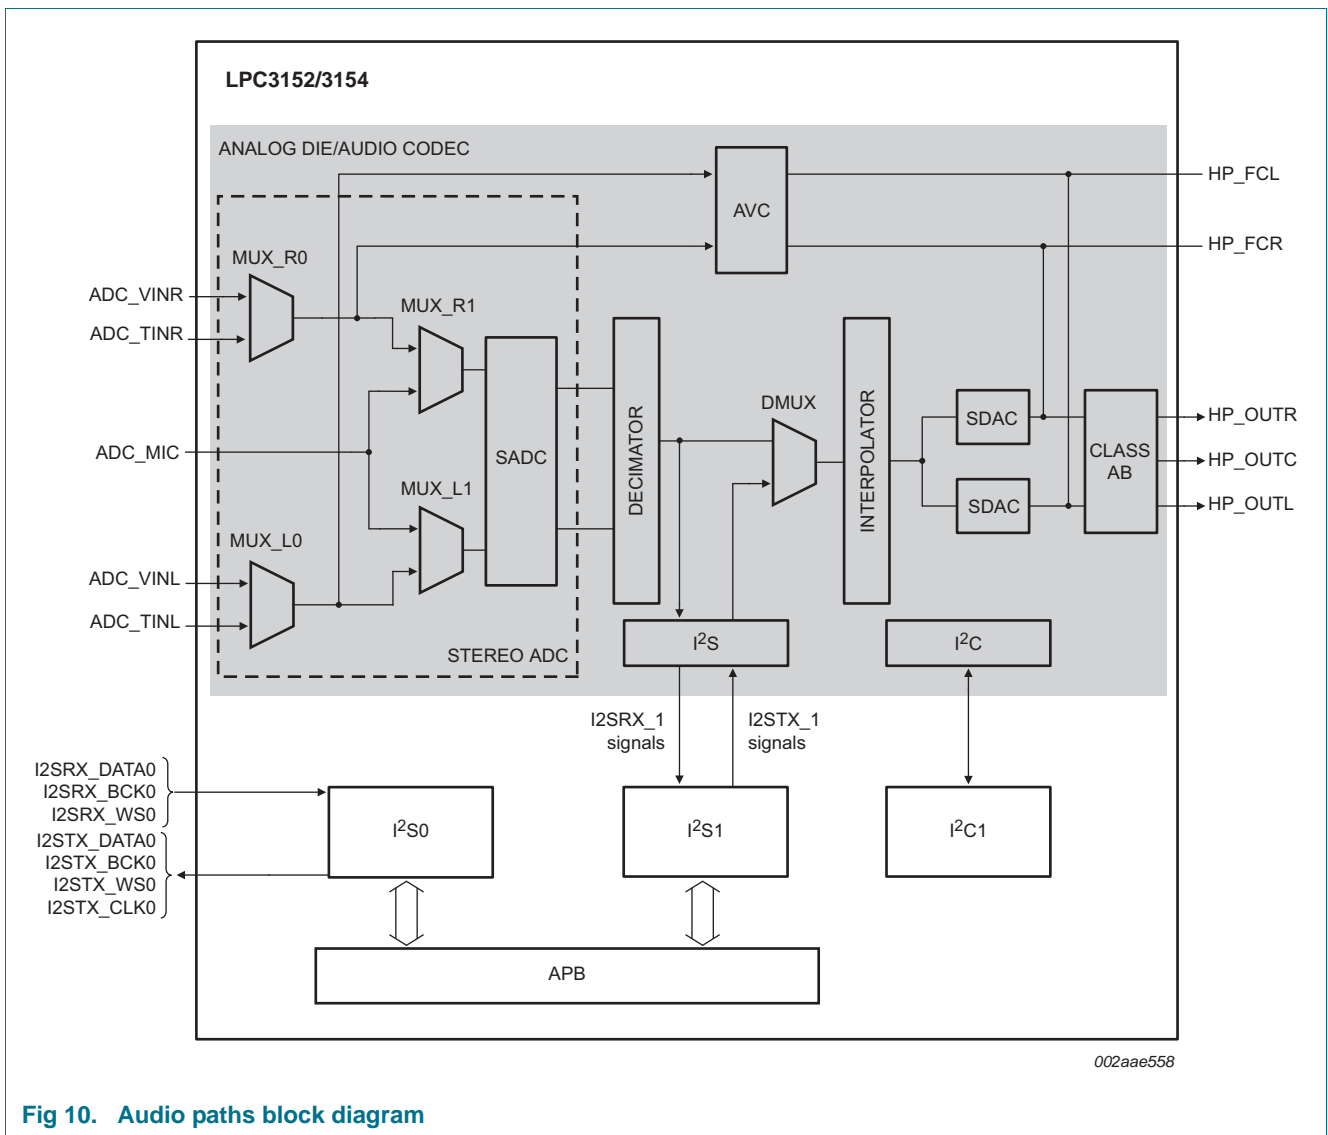 LPC3152/3154
ANALOG DIE/AUDIO CODEC
HP_FCL
AVC
HP_FCR
MUX_R0
ADC_VINR
MUX_R1
ADC_TINR
DMUX
SDAC
HP_OUTR
DECIMATOR
INTERPOLATOR
ADC_MIC
SADC
CLASS
AB
HP_OUTC
MUX_L1
SDAC
HP_OUTL
MUX_L0
ADC_VINL
ADC_TINL
I²S
I²C
STEREO ADC
I2SRX_1
signals
I2STX_1
signals
I2SRX_DATA0
I2SRX_BCK0
I2SRX_WS0
I2STX_DATA0
I2STX_BCK0
I2STX_WS0
I2STX_CLK0
I²S0
I²S1
I²C1
APB
002aae558
Fig 10. Audio paths block diagram